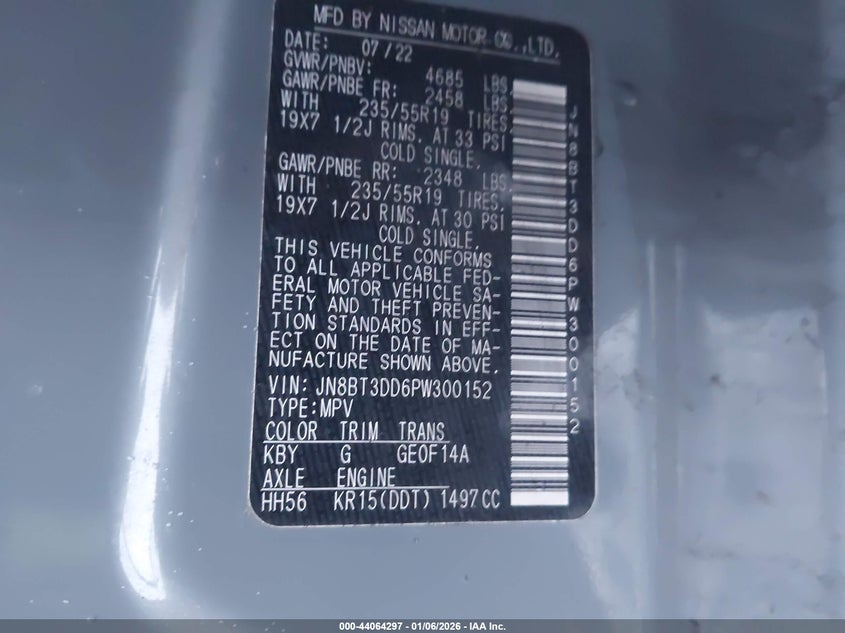 MFD BY NISSAN MOTOR CO.,LTD.
DATE: 07/22
GVWR/PNBV: 4685 LBS.
GAWR/PNBE FR: 2458 LBS.
WITH 235/55R19 TIRES.
19X7 1/2J RIMS. AT 33 PSI
COLD SINGLE.
GAWR/PNBE RR: 2348 LBS.
WITH 235/55R19 TIRES.
19X7 1/2J RIMS. AT 30 PSI
COLD SINGLE.
THIS VEHICLE CONFORMS
TO ALL APPLICABLE FED-
ERAL MOTOR VEHICLE SA-
FETY AND THEFT PREVEN-
TION STANDARDS IN EFF-
ECT ON THE DATE OF MA-
NUFACTURE SHOWN ABOVE.
VIN: JN8BT3DD6PW300152
TYPE:MPV
COLOR TRIM TRANS
KBY G GE0F14A
AXLE ENGINE
HH56 KR15(DDT) 1497CC
JN8BT3DD6PW300152
000-44064297 - 01/06/2026 - IAA Inc.